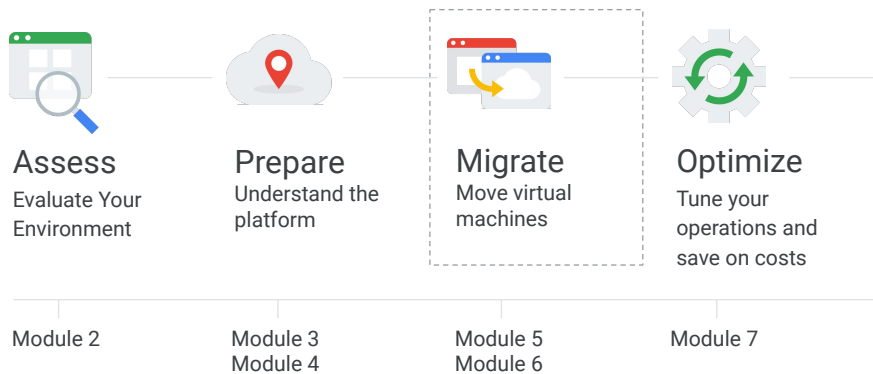 Assess
Evaluate Your
Environment
Prepare
Understand the
platform
Migrate
Move virtual
machines
Optimize
Tune your
operations and
save on costs
Module 2
Module 3
Module 4
Module 5
Module 6
Module 7